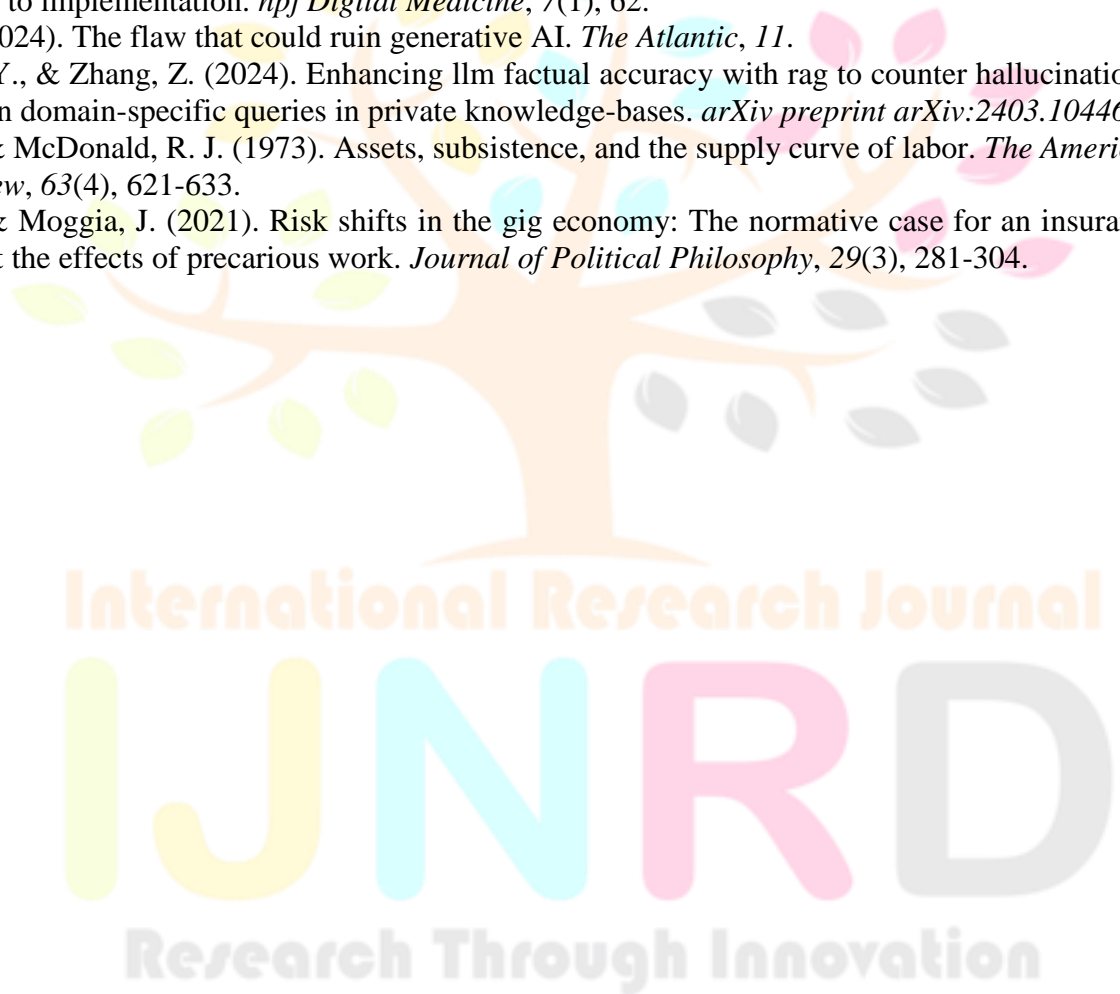 to implementation. npj Digital Medicine, 7(1), 62.
024). The flaw that could ruin generative AI. The Atlantic, 11.
Y., & Zhang, Z. (2024). Enhancing llm factual accuracy with rag to counter hallucinatio
n domain-specific queries in private knowledge-bases. arXiv preprint arXiv:2403.10446
& McDonald, R. J. (1973). Assets, subsistence, and the supply curve of labor. The Ameri
ew, 63(4), 621-633.
& Moggia, J. (2021). Risk shifts in the gig economy: The normative case for an insura
t the effects of precarious work. Journal of Political Philosophy, 29(3), 281-304.
International Research Journal
IJNRD
Research Through Innovation